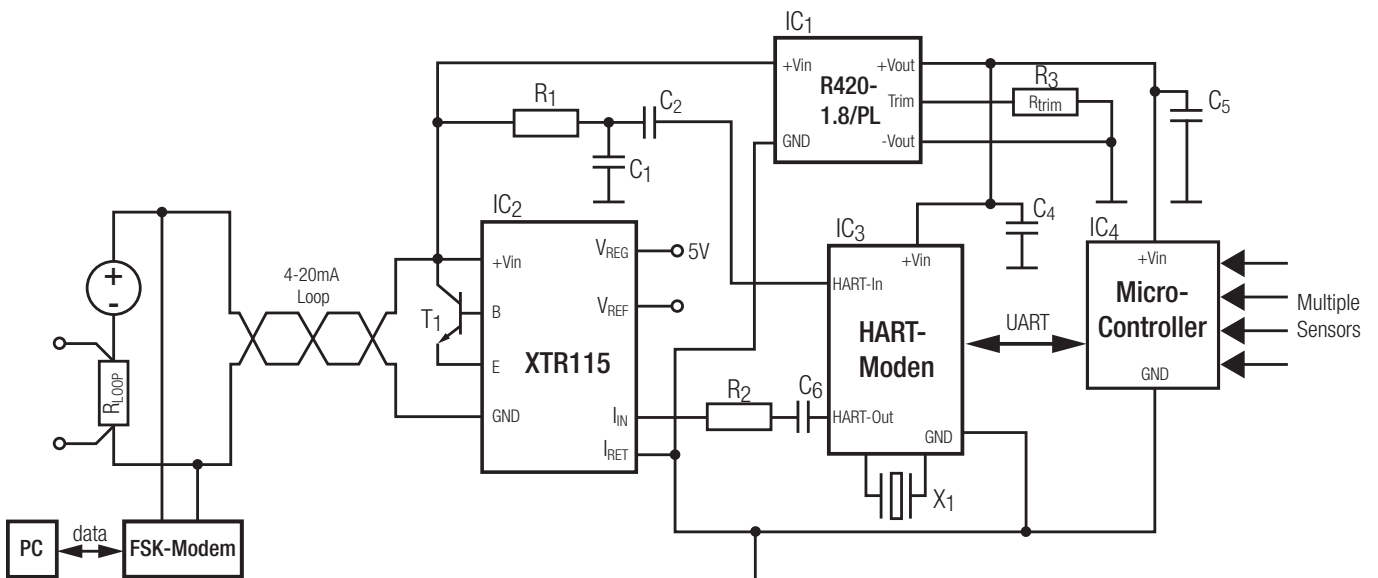 IC1
+Vin
R420-
1.8/PL
GND
+Vout
Trim
-Vout
R3
Rtrim
C5
R1
C2
C1
IC2
+Vin
B
E
GND
XTR115
VREG
5V
VREF
IIN
IRET
T1
4-20mA
Loop
+
-
RLOOP
PC
data
FSK-Modem
R2
C6
IC3
+Vin
HART-In
HART-
Moden
HART-Out
GND
X1
C4
UART
IC4
+Vin
Micro-
Controller
GND
Multiple
Sensors